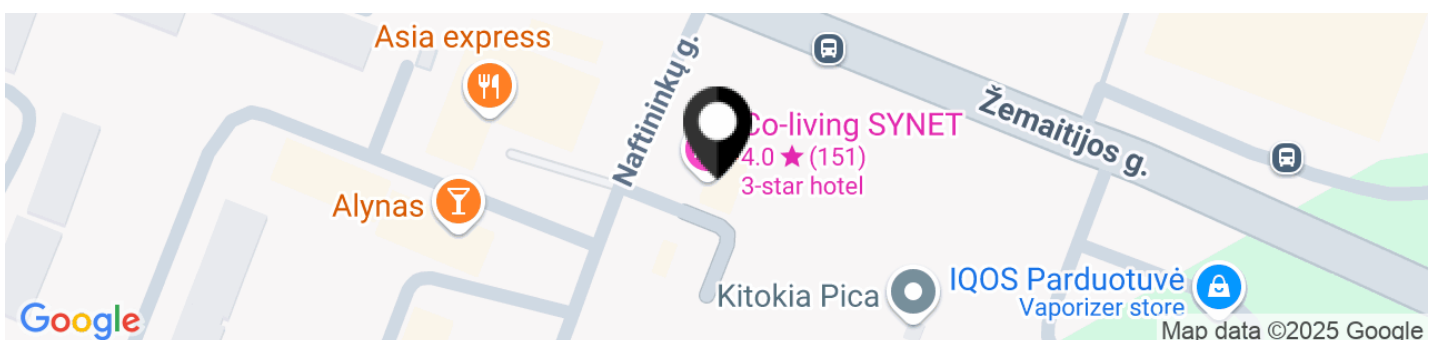 Asia express
Naftininkų g.
Žemaitijos g.
Co-living SYNET
4.0 ★ (151)
3-star hotel
Alynas
Kitokia Pica
IQOS Parduotuvė
Vaporizer store
Google
Map data ©2025 Google